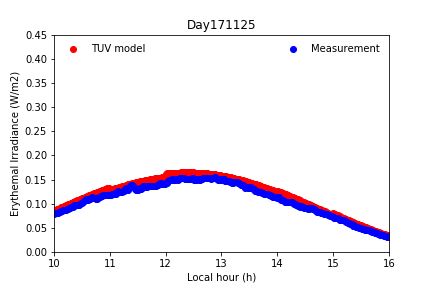 Day171125
TUV model
Measurement
0.45
0.40
0.35
0.30
0.25
0.20
0.15
0.10
0.05
0.00
Erythemal Irradiance (W/m2)
10 11 12 13 14 15 16
Local hour (h)